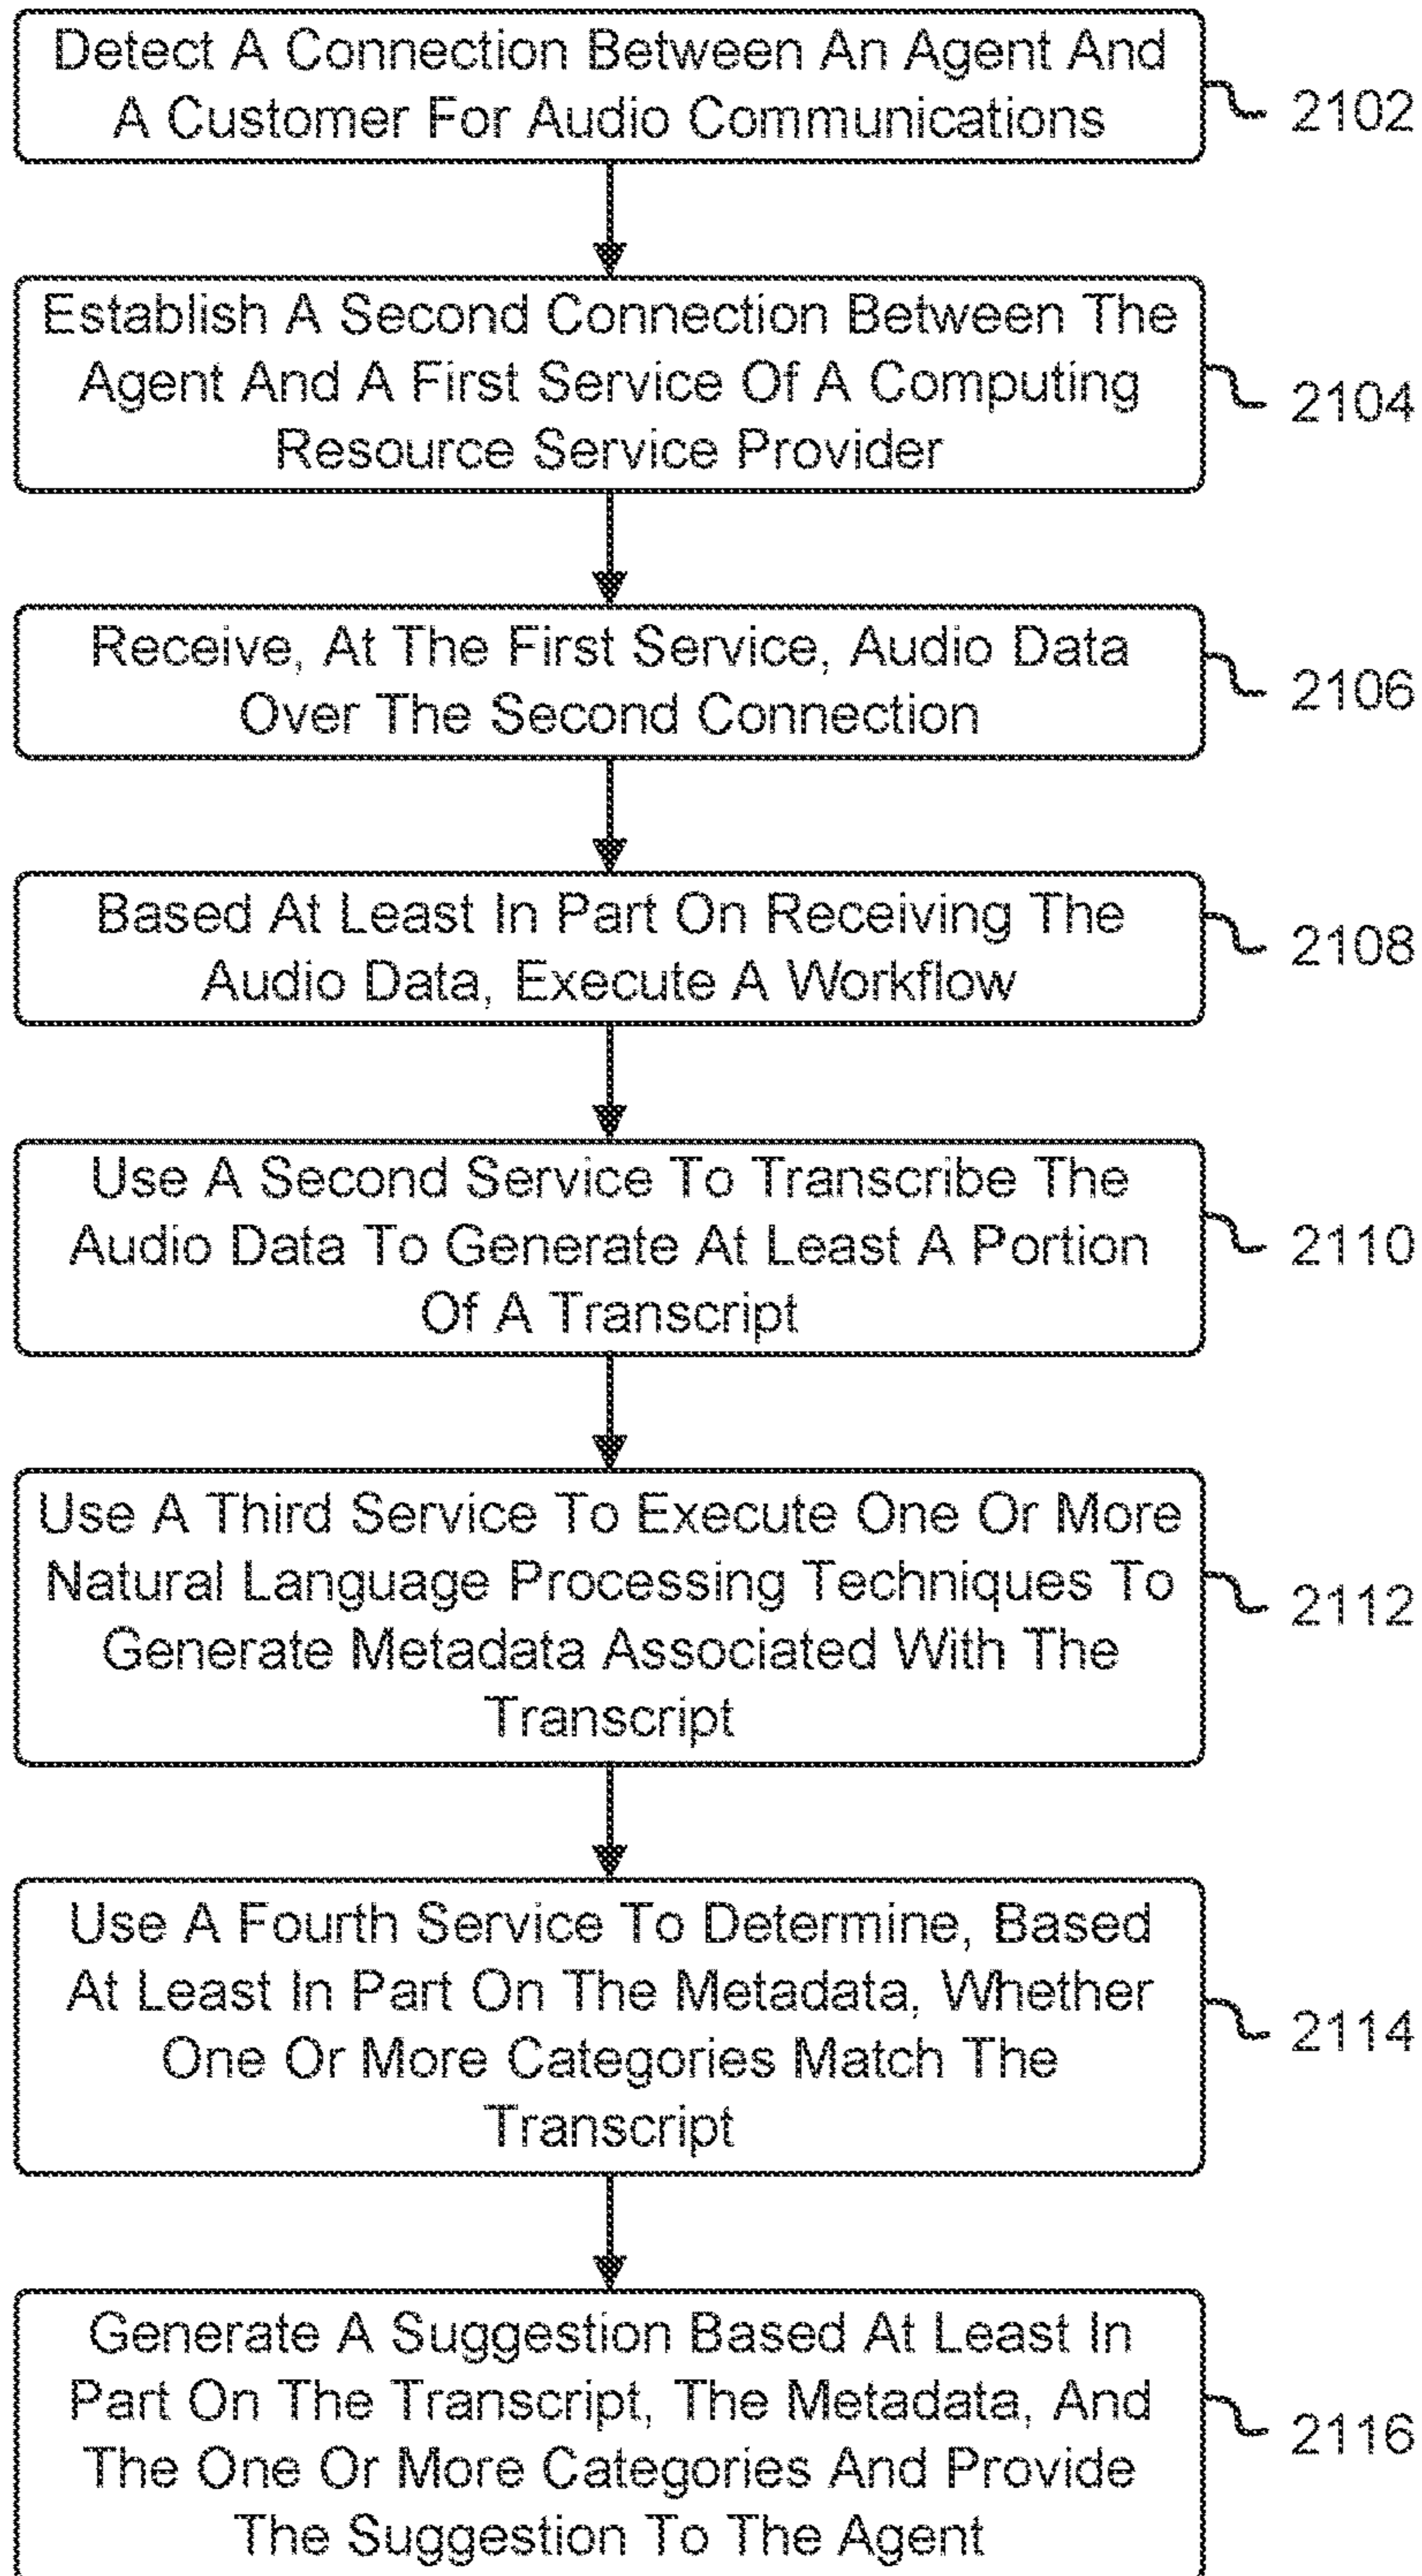 Detect A Connection Between An Agent And
A Customer For Audio Communications
2102
Establish A Second Connection Between The
Agent And A First Service Of A Computing
Resource Service Provider
2104
Receive, At The First Service, Audio Data
Over The Second Connection
2106
Based At Least In Part On Receiving The
Audio Data, Execute A Workflow
2108
Use A Second Service To Transcribe The
Audio Data To Generate At Least A Portion
Of A Transcript
2110
Use A Third Service To Execute One Or More
Natural Language Processing Techniques To
Generate Metadata Associated With The
Transcript
2112
Use A Fourth Service To Determine, Based
At Least In Part On The Metadata, Whether
One Or More Categories Match The
Transcript
2114
Generate A Suggestion Based At Least In
Part On The Transcript, The Metadata, And
The One Or More Categories And Provide
The Suggestion To The Agent
2116